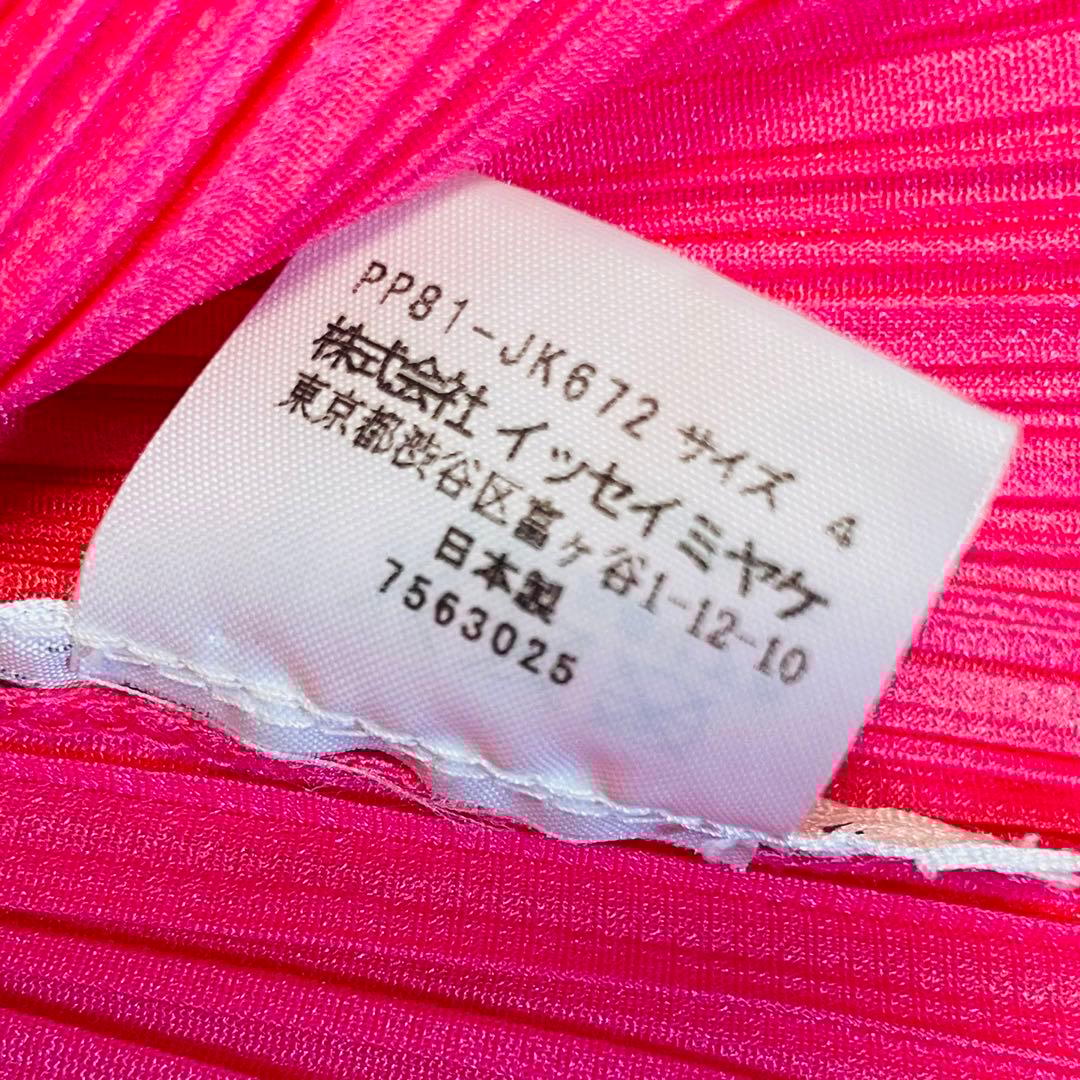 PP81-JK672 サイズ 4
株式会社 イッセイミヤケ
東京都渋谷区富ヶ谷1-12-10
日本製
7563025